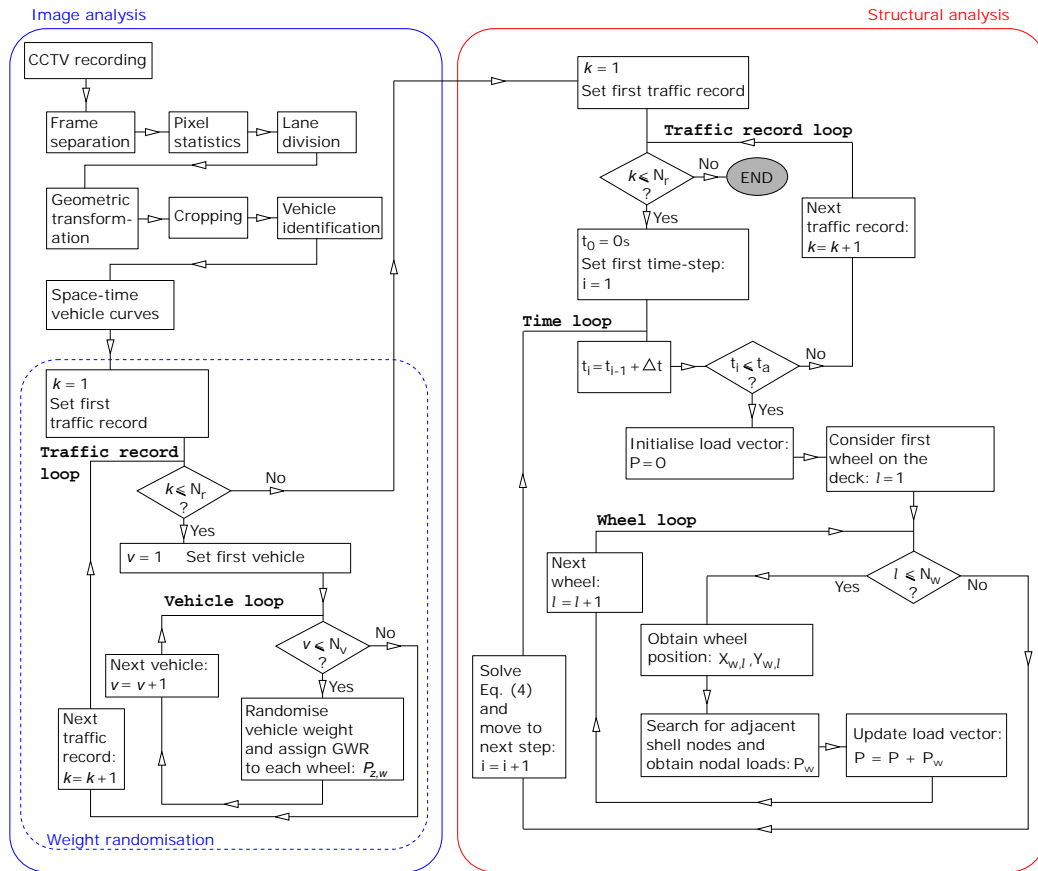 Image analysis
CCTV recording
Frame
separation
Pixel
statistics
Lane
division
Geometric
transform-
ation
Cropping
Vehicle
identification
Space-time
vehicle curves
k = 1
Set first
traffic record
Traffic record
loop
k ⩽ Nr
?
No
Yes
v = 1 Set first vehicle
Vehicle loop
v ⩽ Nv
?
No
Yes
Next vehicle:
v = v+1
Randomise
vehicle weight
and assign GWR
to each wheel: Pz,w
Next
traffic
record:
k = k+1
Weight randomisation
Structural analysis
k = 1
Set first traffic record
Traffic record loop
k ⩽ Nr
?
No
END
Yes
Next
traffic record:
k = k+1
t0 = 0s
Set first time-step:
i = 1
Time loop
ti = ti-1 + Δt
ti ⩽ ta
?
No
Yes
Initialise load vector:
P = 0
Consider first
wheel on the
deck: l = 1
Wheel loop
l ⩽ Nw
?
Yes
No
Next
wheel:
l = l+1
Obtain wheel
position: Xw,l , Yw,l
Search for adjacent
shell nodes and
obtain nodal loads: Pw
Update load vector:
P = P + Pw
Solve
Eq. (4)
and
move to
next step:
i = i+1